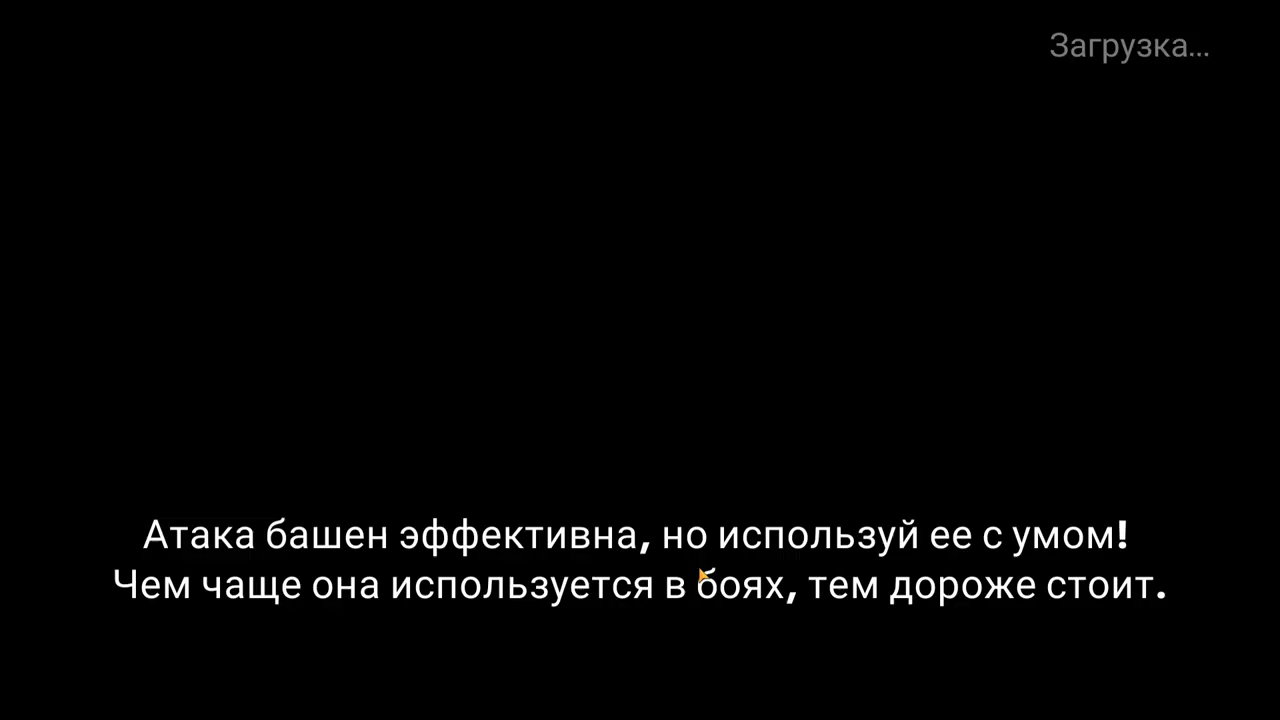 Загрузка...
Атака башен эффективна, но используй ее с умом!
Чем чаще она используется в боях, тем дороже стоит.